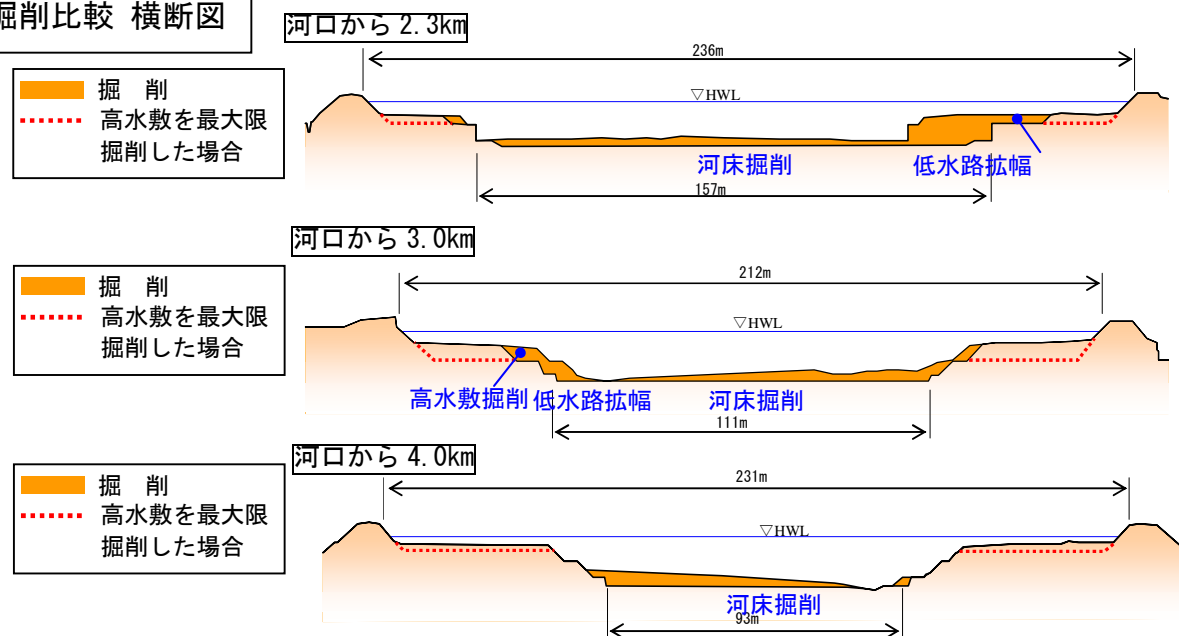 掘削比較 横断図
河口から 2.3km
236m
掘 削
高水敷を最大限
掘削した場合
▽HWL
河床掘削
低水路拡幅
157m
河口から 3.0km
212m
掘 削
高水敷を最大限
掘削した場合
▽HWL
高水敷掘削
低水路拡幅
河床掘削
111m
河口から 4.0km
231m
掘 削
高水敷を最大限
掘削した場合
▽HWL
河床掘削
93m